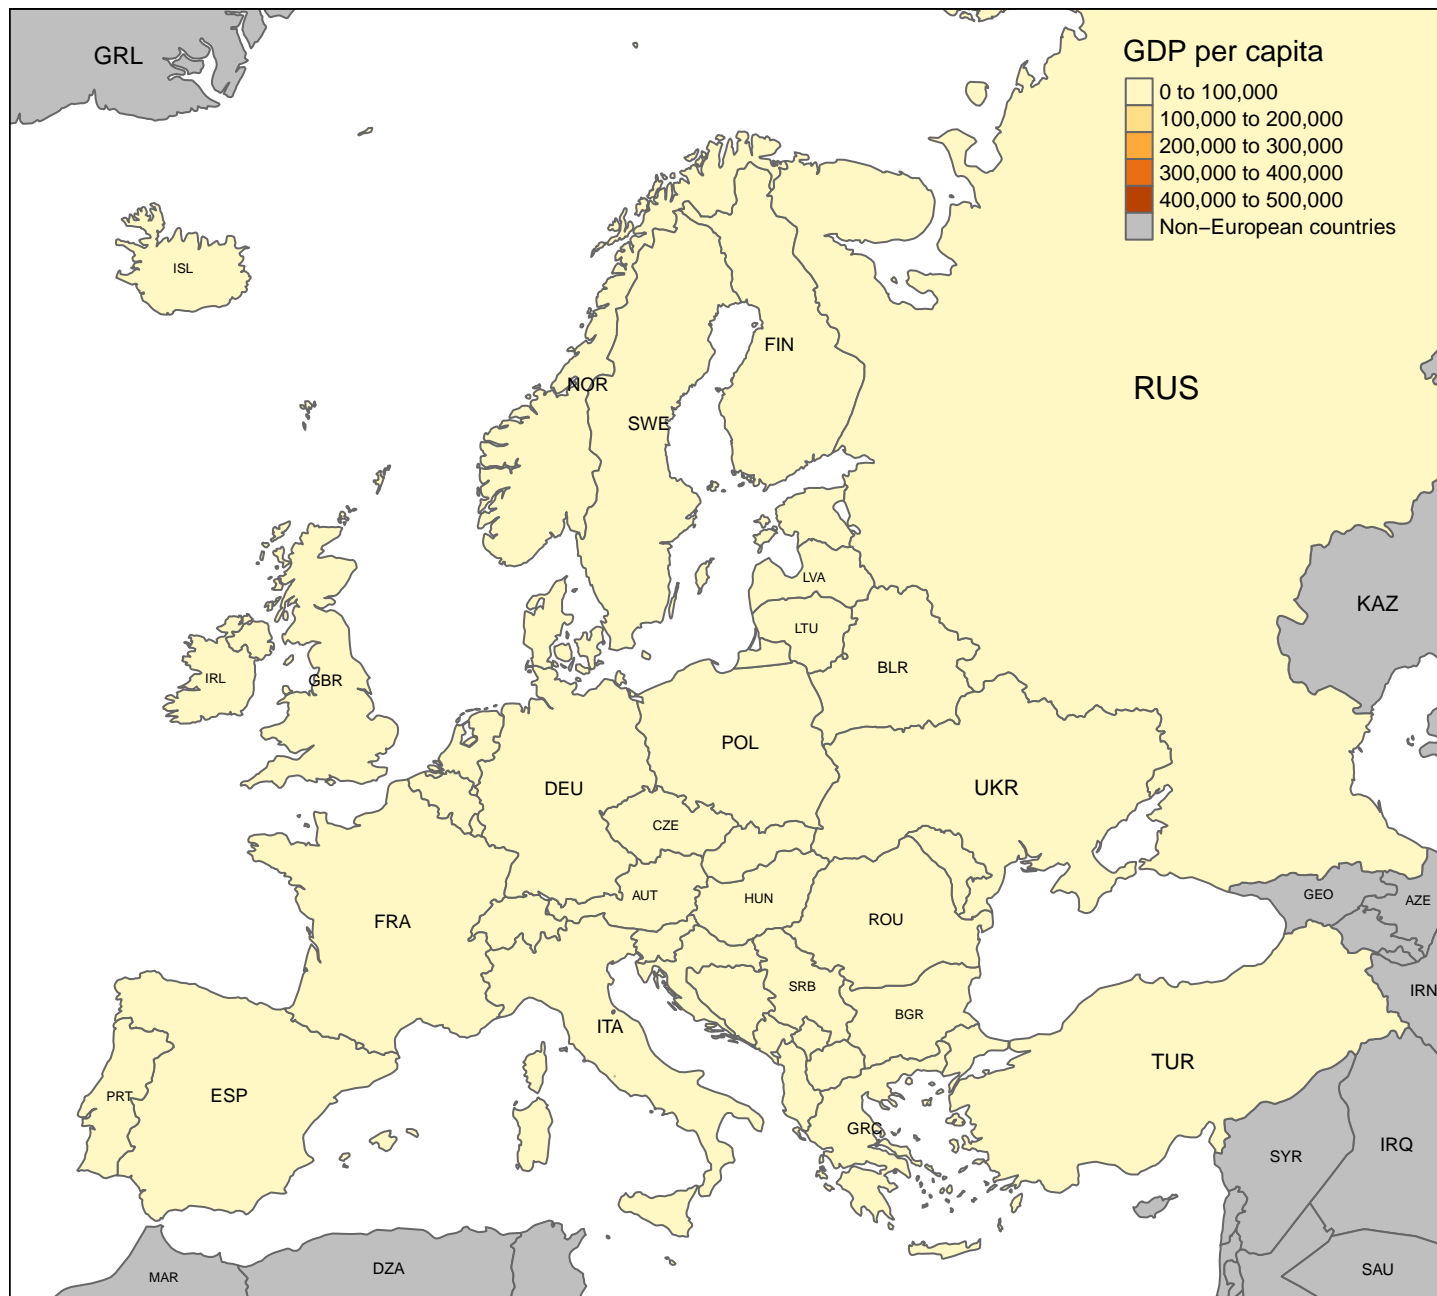 GRL
GDP per capita
0 to 100,000
100,000 to 200,000
200,000 to 300,000
300,000 to 400,000
400,000 to 500,000
Non−European countries
ISL
FIN
NOR
RUS
SWE
LVA
KAZ
LTU
BLR
IRL
GBR
POL
DEU
UKR
CZE
AUT
HUN
GEO
AZE
FRA
ROU
SRB
IRN
BGR
ITA
TUR
PRT
ESP
GRC
SYR
IRQ
MAR
DZA
SAU